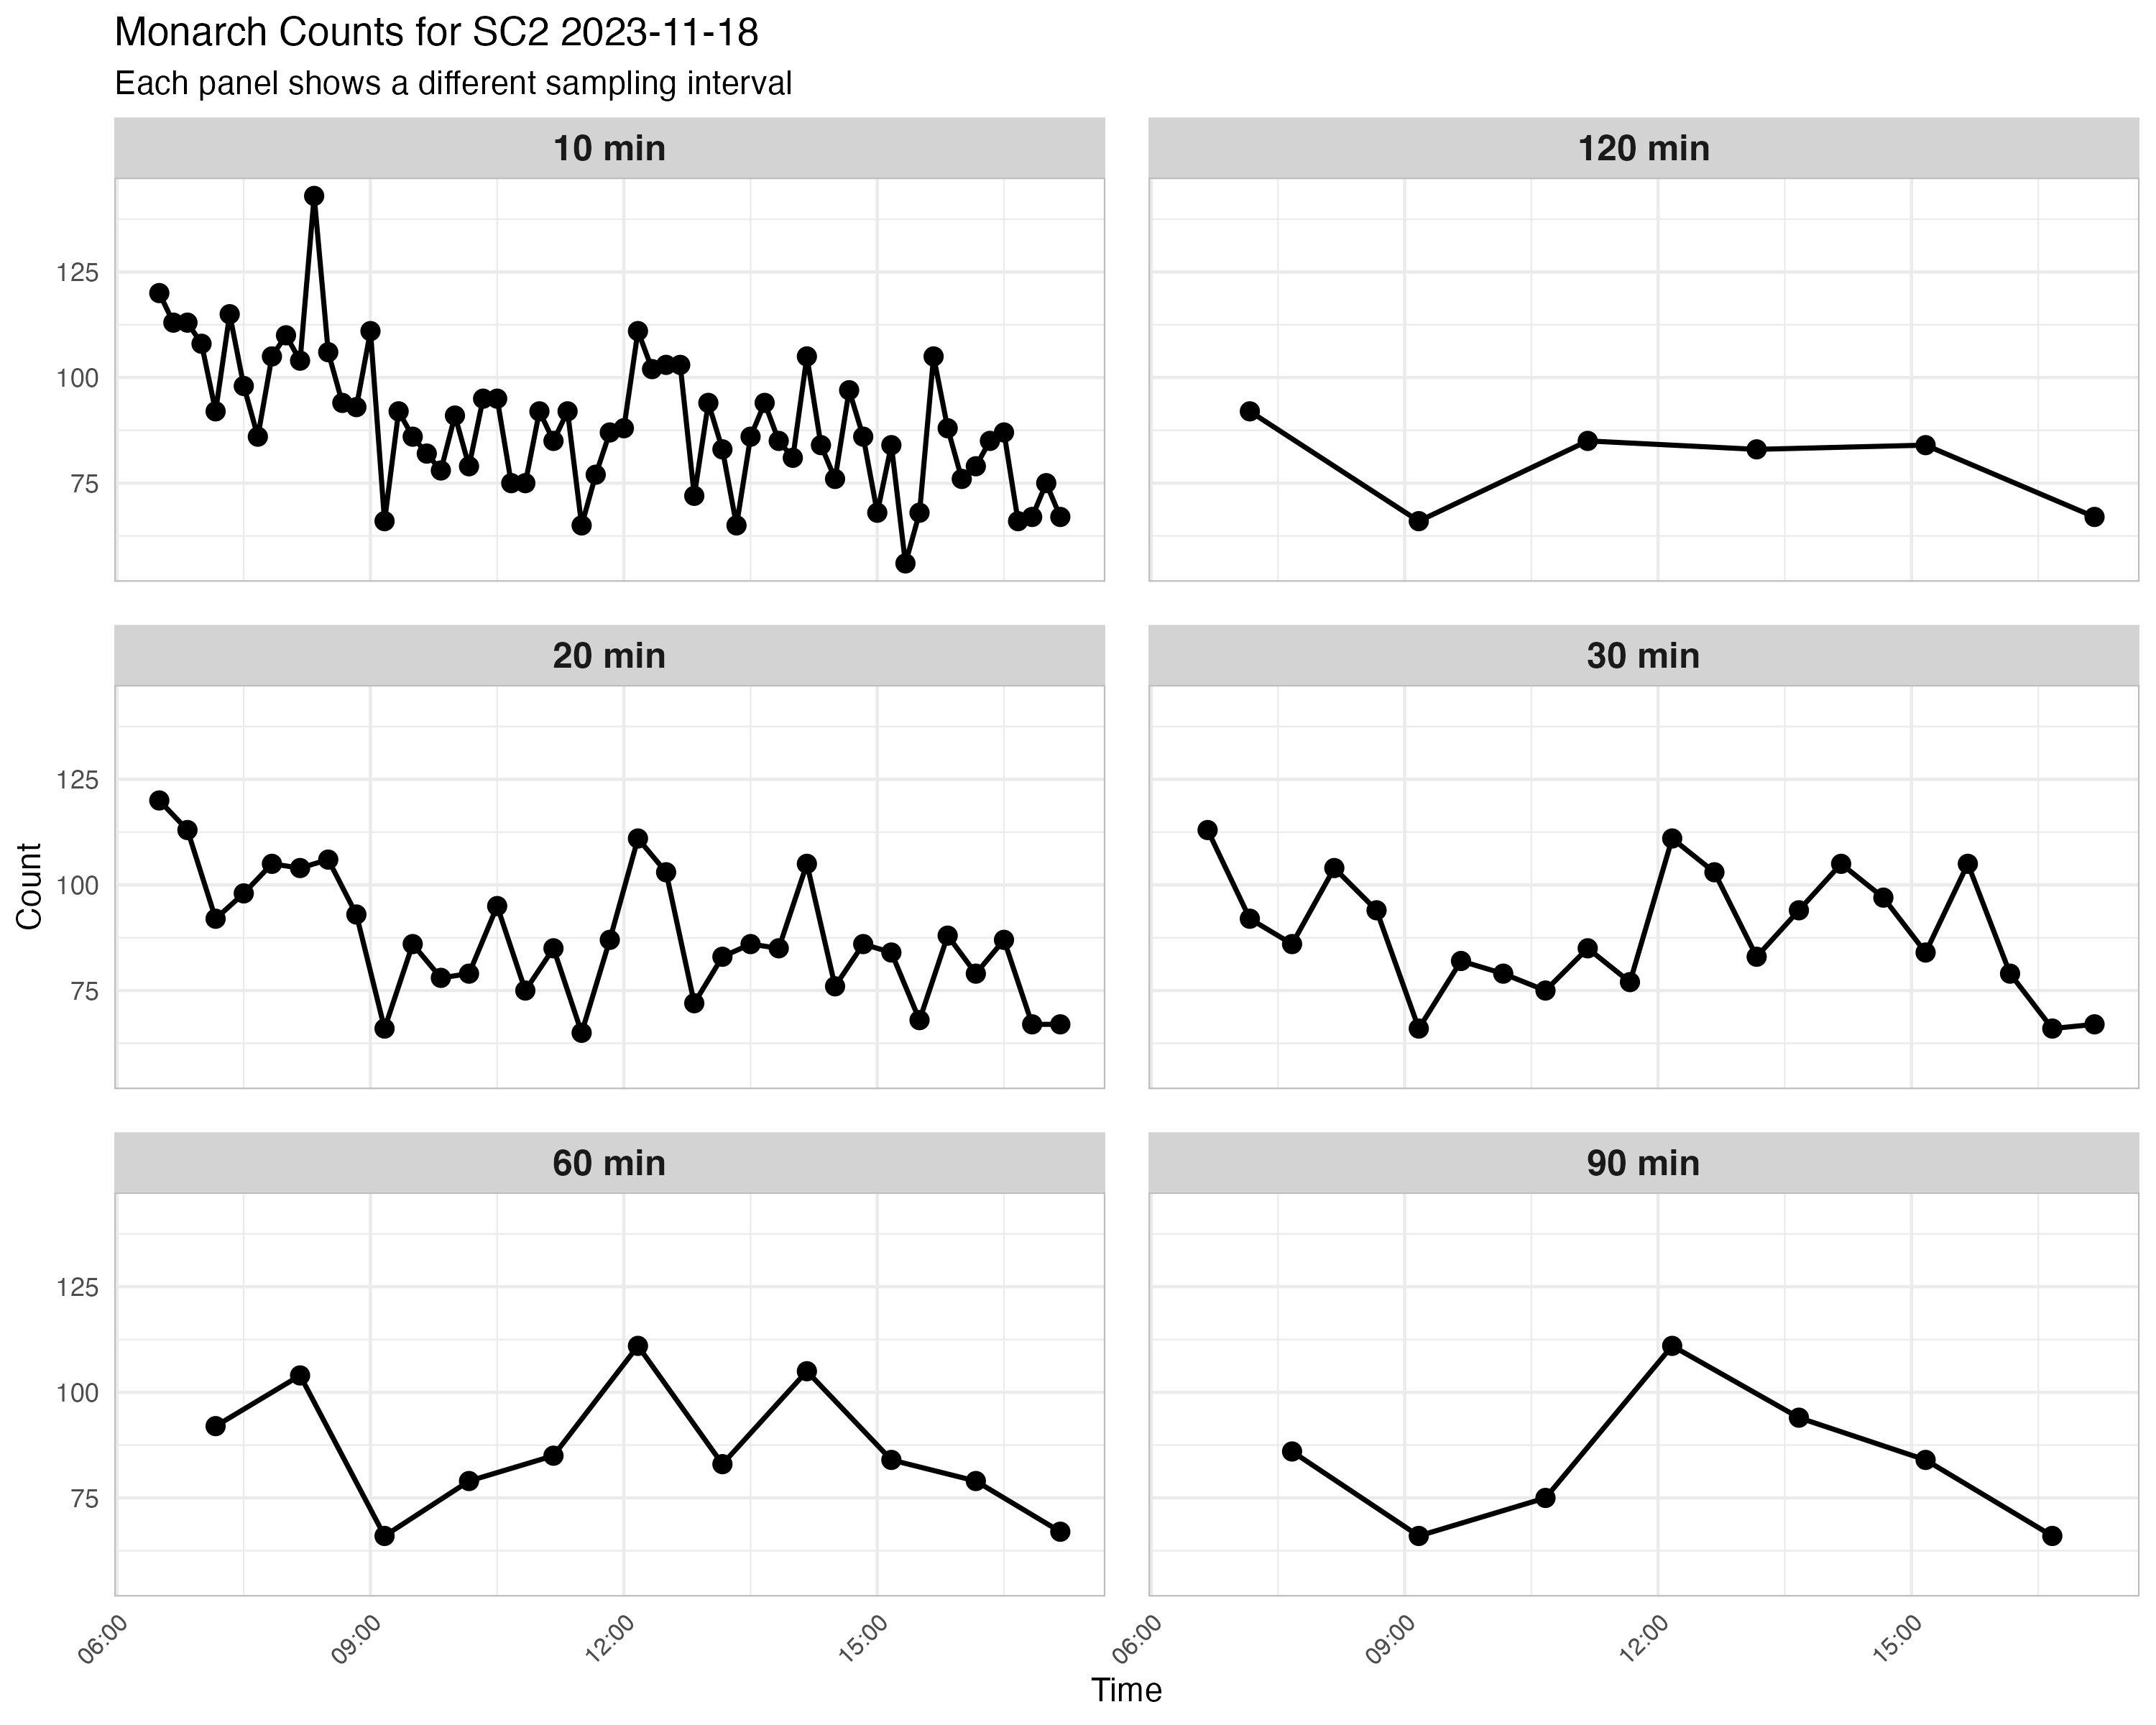 Monarch Counts for SC2 2023-11-18
Each panel shows a different sampling interval
10 min
120 min
125
100
75
20 min
30 min
125
100
75
Count
60 min
90 min
125
100
75
06:00
09:00
12:00
15:00
06:00
09:00
12:00
15:00
Time